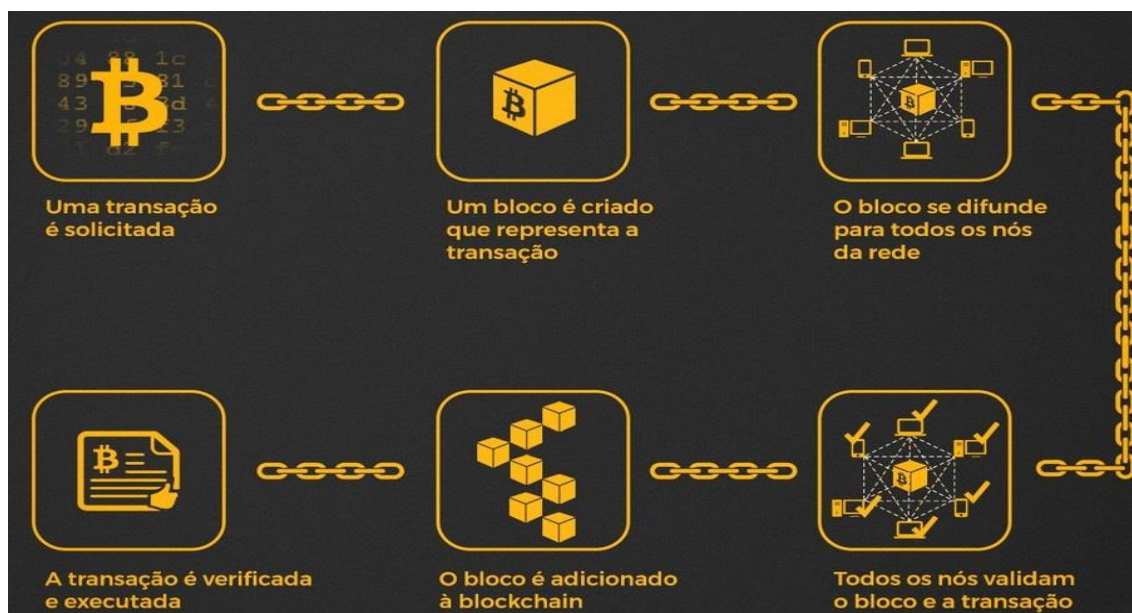 Uma transação
é solicitada
Um bloco é criado
que representa a
transação
O bloco se difunde
para todos os nós
da rede
A transação é verificada
e executada
O bloco é adicionado
à blockchain
Todos os nós validam
o bloco e a transação